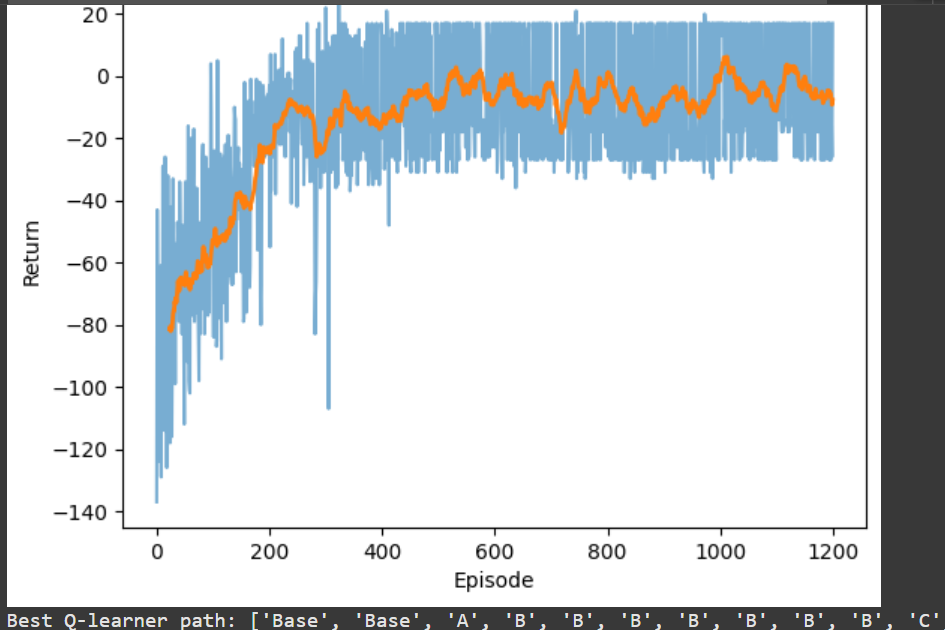 20
0
−20
−40
−60
−80
−100
−120
−140
Return
0 200 400 600 800 1000 1200
Episode
Best Q-learner path: ['Base', 'Base', 'A', 'B', 'B', 'B', 'B', 'B', 'B', 'B', 'C'